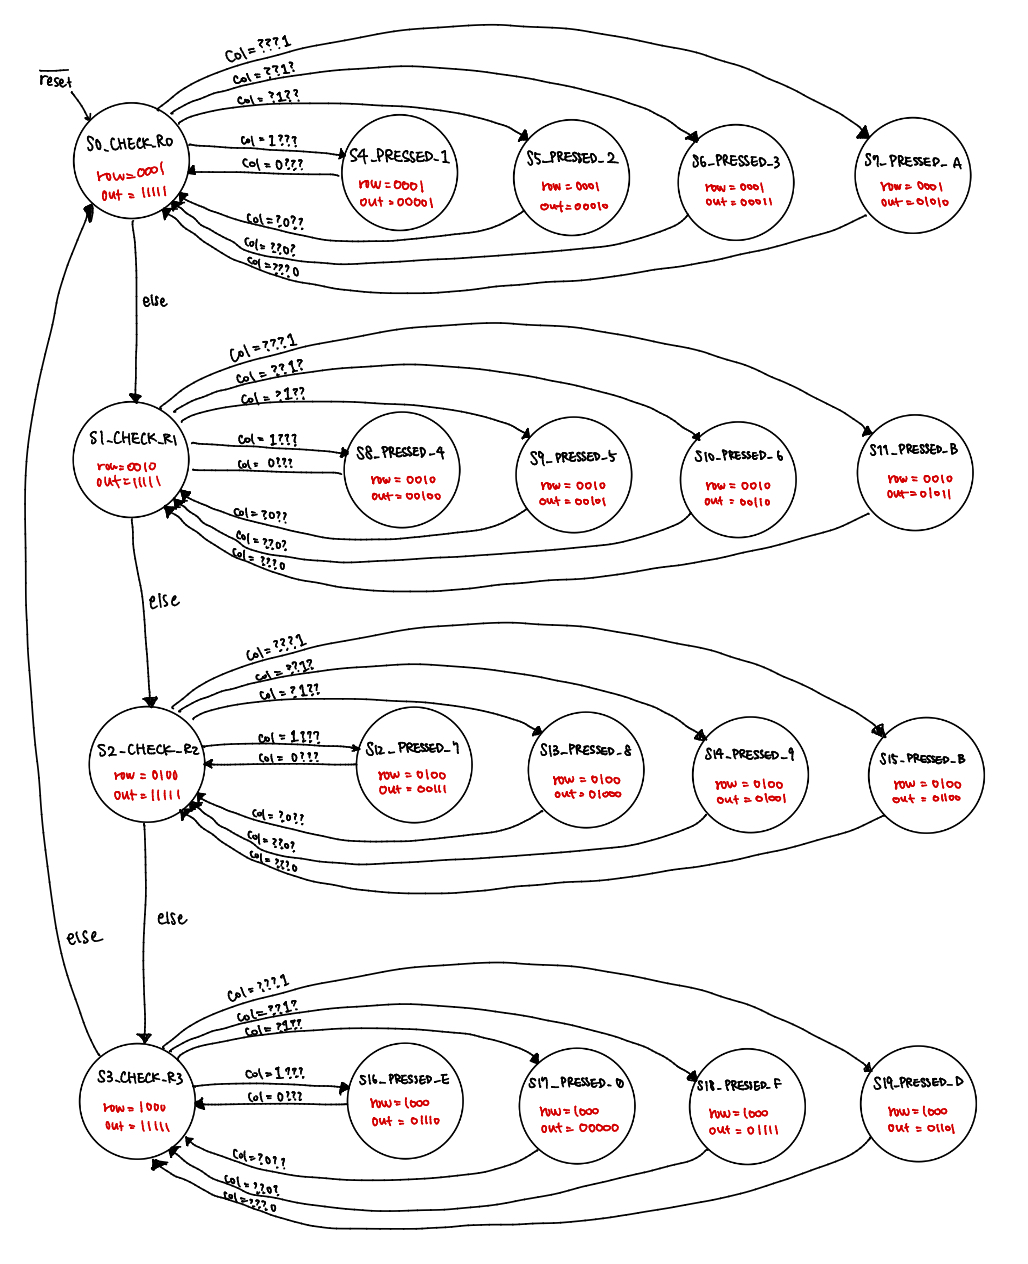 reset
Col=???1
Col=??1?
Col=?1??
Col=1???
Col=0???
Col=?0??
Col=??0?
Col=???0
S0_CHECK_R0
row=0001
out=11111
S4_PRESSED_1
row=0001
out=00001
S5_PRESSED_2
row=0001
out=00010
S6_PRESSED_3
row=0001
out=00011
S7_PRESSED_A
row=0001
out=01010
else
Col=???1
Col=??1?
Col=?1??
Col=1???
Col=0???
Col=?0??
Col=??0?
Col=???0
S1_CHECK_R1
row=0010
out=11111
S8_PRESSED_4
row=0010
out=00100
S9_PRESSED_5
row=0010
out=00101
S10_PRESSED_6
row=0010
out=00110
S11_PRESSED_B
row=0010
out=01011
else
Col=???1
Col=??1?
Col=?1??
Col=1???
Col=0???
Col=?0??
Col=??0?
Col=???0
S2_CHECK_R2
row=0100
out=11111
S12_PRESSED_7
row=0100
out=00111
S13_PRESSED_8
row=0100
out=01000
S14_PRESSED_9
row=0100
out=01001
S15_PRESSED_B
row=0100
out=01100
else
else
Col=???1
Col=??1?
Col=?1??
Col=1???
Col=0???
Col=?0??
Col=??0?
Col=???0
S3_CHECK_R3
row=1000
out=11111
S16_PRESSED_E
row=1000
out=01110
S17_PRESSED_0
row=1000
out=00000
S18_PRESSED_F
row=1000
out=01111
S19_PRESSED_D
row=1000
out=01101